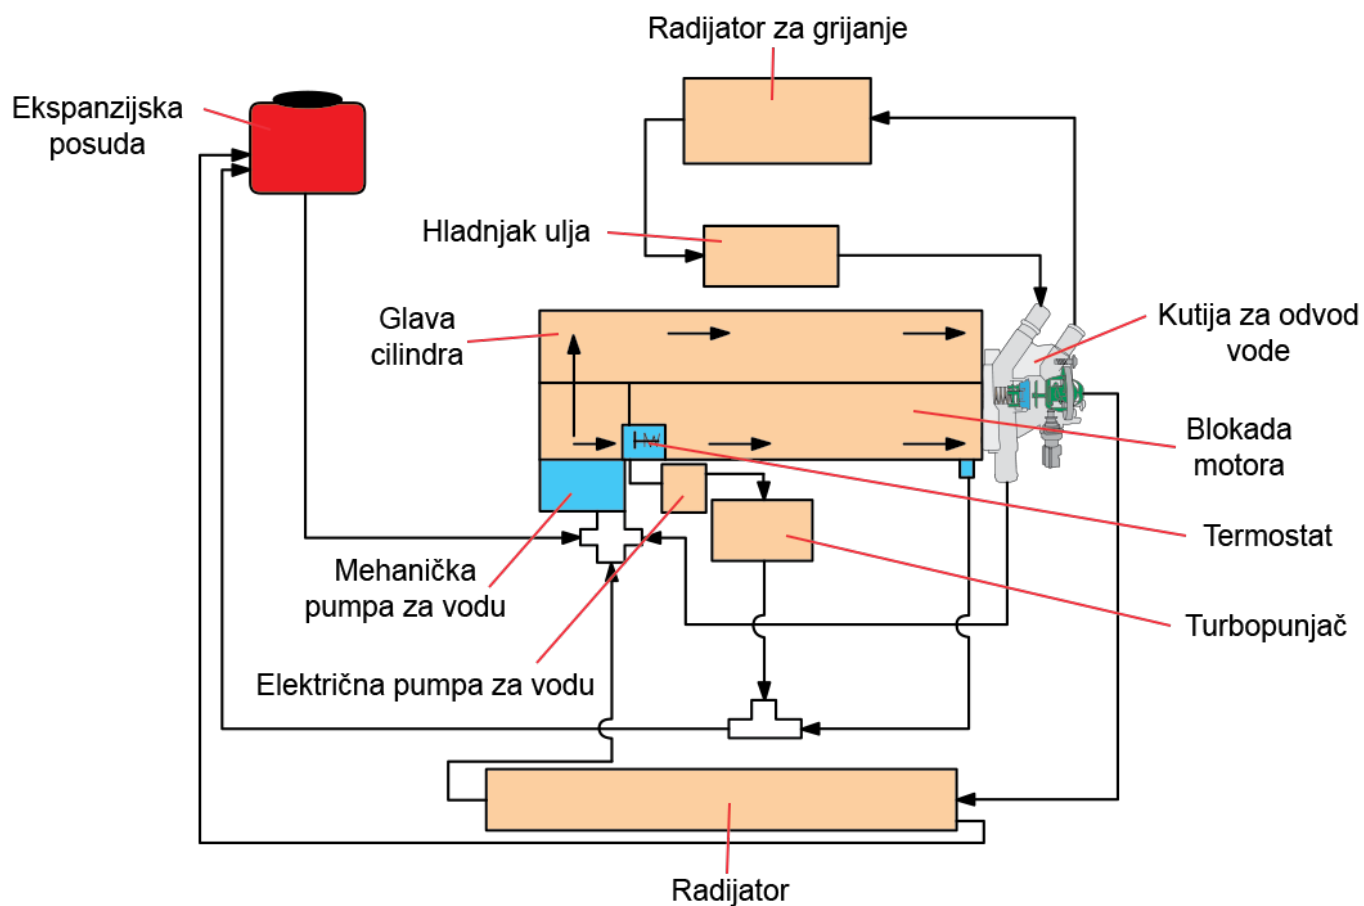 Radijator za grijanje
Ekspanzijska
posuda
Hladnjak ulja
Glava
cilindra
Kutija za odvod
vode
Blokada
motora
Termostat
Mehanička
pumpa za vodu
Turbopunjač
Električna pumpa za vodu
Radijator